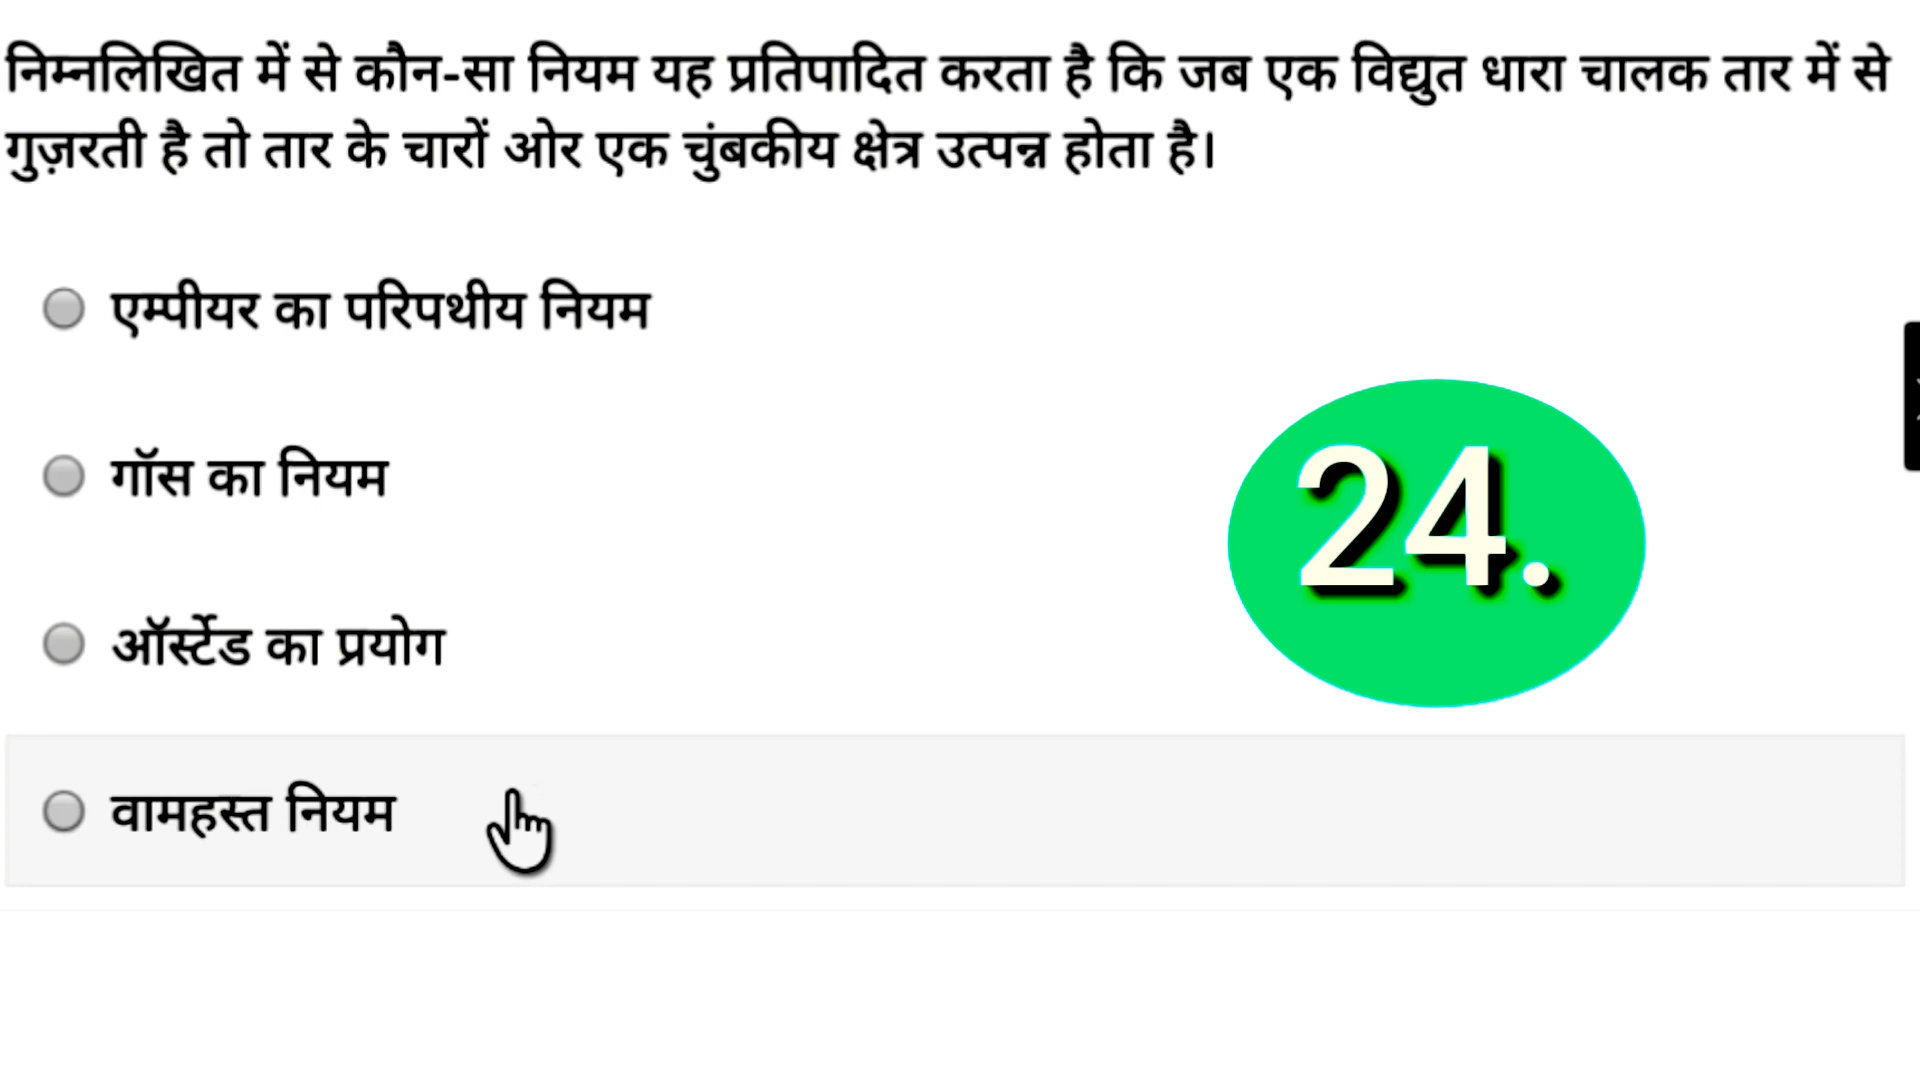 निम्नलिखित में से कौन-सा नियम यह प्रतिपादित करता है कि जब एक विद्युत धारा चालक तार में से
गुज़रती है तो तार के चारों ओर एक चुंबकीय क्षेत्र उत्पन्न होता है।
एम्पीयर का परिपथीय नियम
गॉस का नियम
24.
ऑर्स्टेड का प्रयोग
वामहस्त नियम